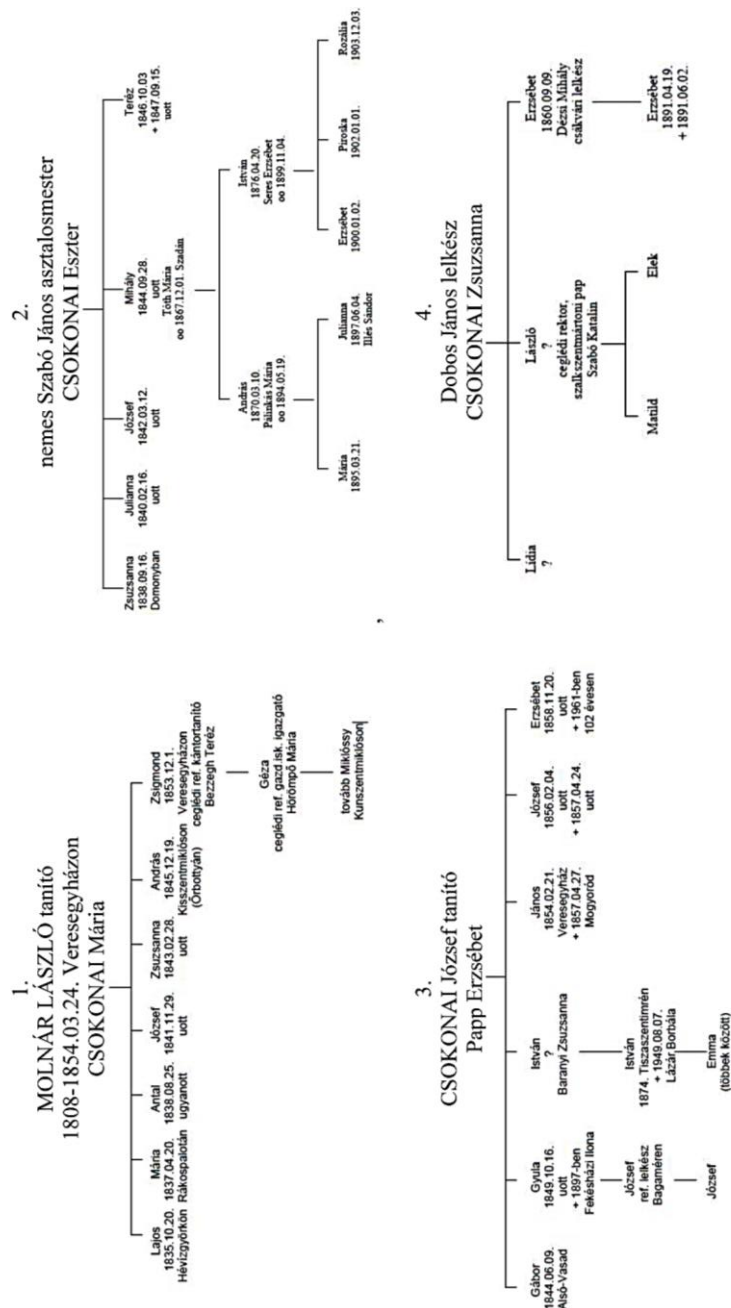 1.
MOLNÁR LÁSZLÓ tanító
1808-1854.03.24. Veresegyházon
CSOKONAI Mária
Lajos
1835.10.20.
Hévízgyörkön
Mária
1837.04.20.
Rákospalotán
Antal
1838.08.25.
ugyanott
József
1841.11.29.
uott
Zsuzsanna
1843.02.28.
uott
András
1845.12.19.
Kisszentmiklóson
(Őrbottyán)
Zsigmond
1853.12.1.
Veresegyházon
ceglédi ref. kántortanító
Bezzegh Teréz
Géza
ceglédi ref. gazd.isk. igazgató
Hörömpő Mária
tovább Miklóssy
Kunszentmiklóson
2.
nemes Szabó János asztalosmester
CSOKONAI Eszter
Zsuzsanna
1838.09.16.
Domonyban
Julianna
1840.02.16.
uott
József
1842.03.12.
uott
Mihály
1844.09.28.
uott
Tóth Mária
oo 1867.12.01. Szadán
Teréz
1846.10.03
+ 1847.09.15.
uott
András
1870.03.10.
Pálinkás Mária
oo 1894.05.19.
István
1876.04.20.
Seres Erzsébet
oo 1899.11.04.
Mária
1895.03.21.
Julianna
1897.06.04.
Illés Sándor
Erzsébet
1900.01.02.
Piroska
1902.01.01.
Rozália
1903.12.03.
,
3.
CSOKONAI József tanító
Papp Erzsébet
Gábor
1844.06.09.
Alsó-Vasad
Gyula
1849.10.16.
uott
+ 1897-ben
Fekésházi Ilona
István
?
Baranyi Zsuzsanna
János
1854.02.21.
Veresegyház
+ 1857.04.27.
Mogyoród
József
1856.02.04.
uott
+ 1857.04.24.
uott
Erzsébet
1858.11.20.
uott
+ 1961-ben
102 évesen
József
ref. lelkész
Bagaméren
István
1874. Tiszaszentimrén
+ 1949.08.07.
Lázár Borbála
József
Emma
(többek között)
4.
Dobos János lelkész
CSOKONAI Zsuzsanna
Lídia
?
László
?
ceglédi rektor,
szalkszentmártoni pap
Szabó Katalin
Erzsébet
1860.09.09.
Dézsi Mihály
csákvári lelkész
Matild
Elek
Erzsébet
1891.04.19.
+ 1891.06.02.